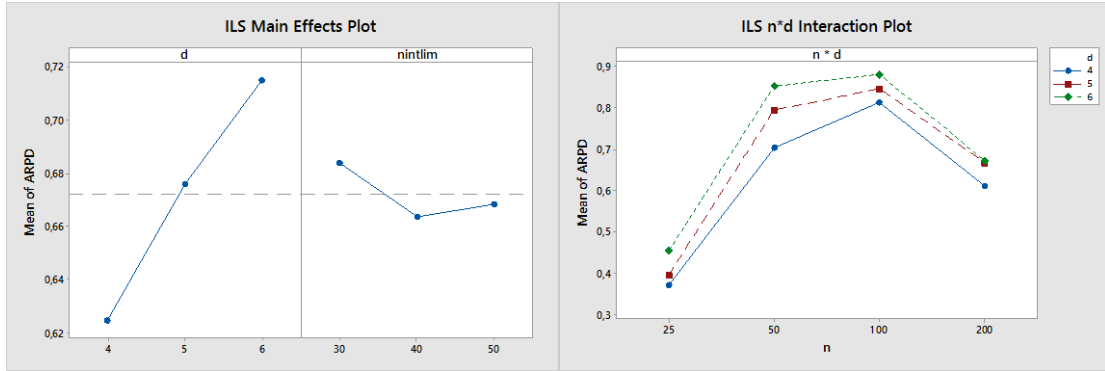 ILS Main Effects Plot
d nintlim
Mean of ARPD
0,72
0,70
0,68
0,66
0,64
0,62
4 5 6 30 40 50
ILS n*d Interaction Plot
n * d
Mean of ARPD
0,9
0,8
0,7
0,6
0,5
0,4
0,3
25 50 100 200
n
d
4
5
6